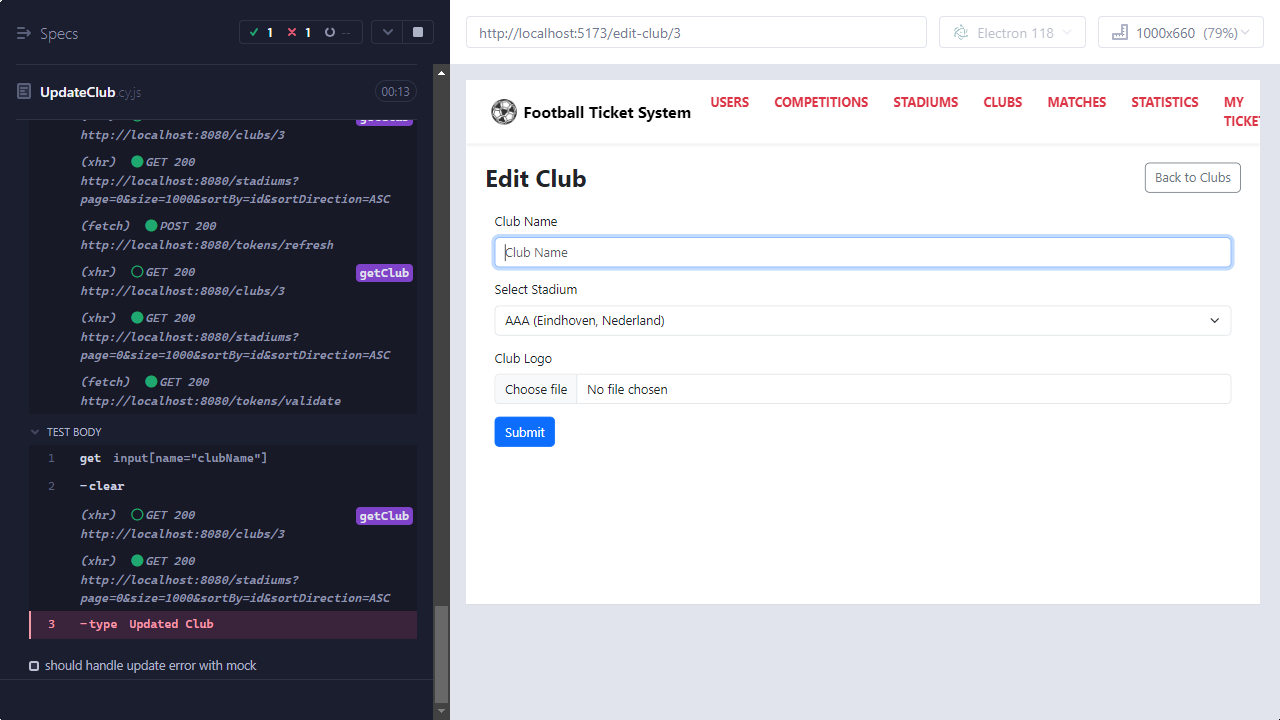 Specs
1
1
--
UpdateClub.cy.js
00:13
getClub
http://localhost:8080/clubs/3
(xhr) GET 200
http://localhost:8080/stadiums?
page=0&size=1000&sortBy=id&sortDirection=ASC
(fetch) POST 200
http://localhost:8080/tokens/refresh
(xhr) GET 200 getClub
http://localhost:8080/clubs/3
(xhr) GET 200
http://localhost:8080/stadiums?
page=0&size=1000&sortBy=id&sortDirection=ASC
(fetch) GET 200
http://localhost:8080/tokens/validate
TEST BODY
1 get input[name="clubName"]
2 -clear
(xhr) GET 200 getClub
http://localhost:8080/clubs/3
(xhr) GET 200
http://localhost:8080/stadiums?
page=0&size=1000&sortBy=id&sortDirection=ASC
3 -type Updated Club
should handle update error with mock
http://localhost:5173/edit-club/3
Electron 118
1000x660 (79%)
Football Ticket System
USERS COMPETITIONS STADIUMS CLUBS MATCHES STATISTICS MY
TICKET
Edit Club
Back to Clubs
Club Name
Club Name
Select Stadium
AAA (Eindhoven, Nederland)
Club Logo
Choose file No file chosen
Submit